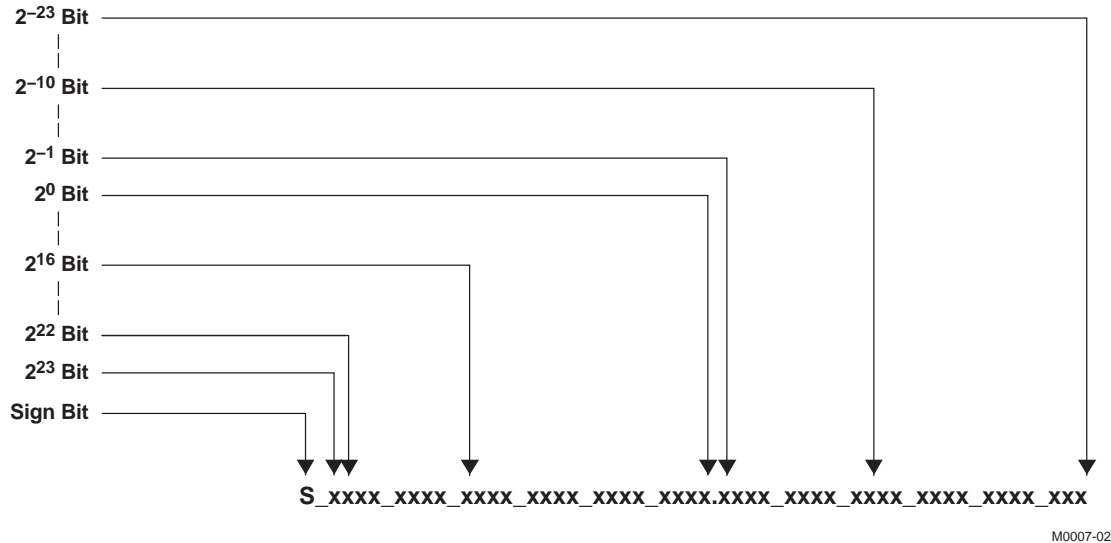 2⁻²³ Bit
2⁻¹⁰ Bit
2⁻¹ Bit
2⁰ Bit
2¹⁶ Bit
2²² Bit
2²³ Bit
Sign Bit
S_xxxx_xxxx_xxxx_xxxx_xxxx_xxxx.xxxx_xxxx_xxxx_xxxx_xxxx_xxx
M0007-02